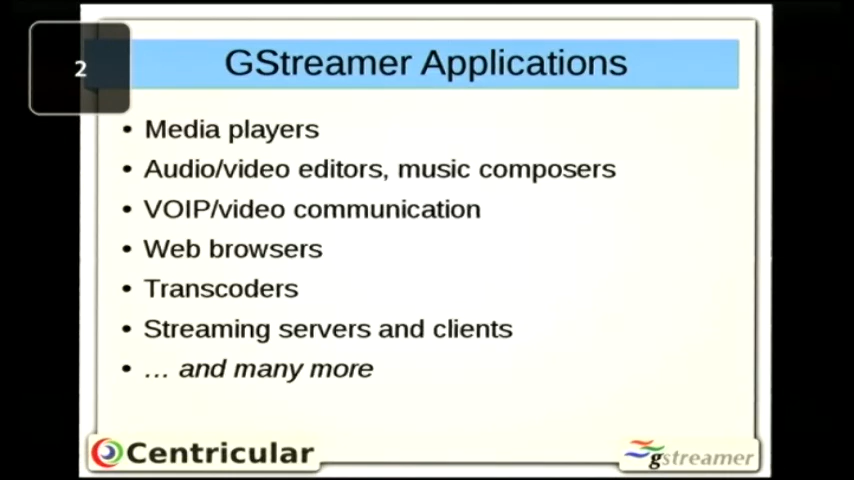 2
GStreamer Applications
• Media players
• Audio/video editors, music composers
• VOIP/video communication
• Web browsers
• Transcoders
• Streaming servers and clients
• … and many more
Centricular
gstreamer